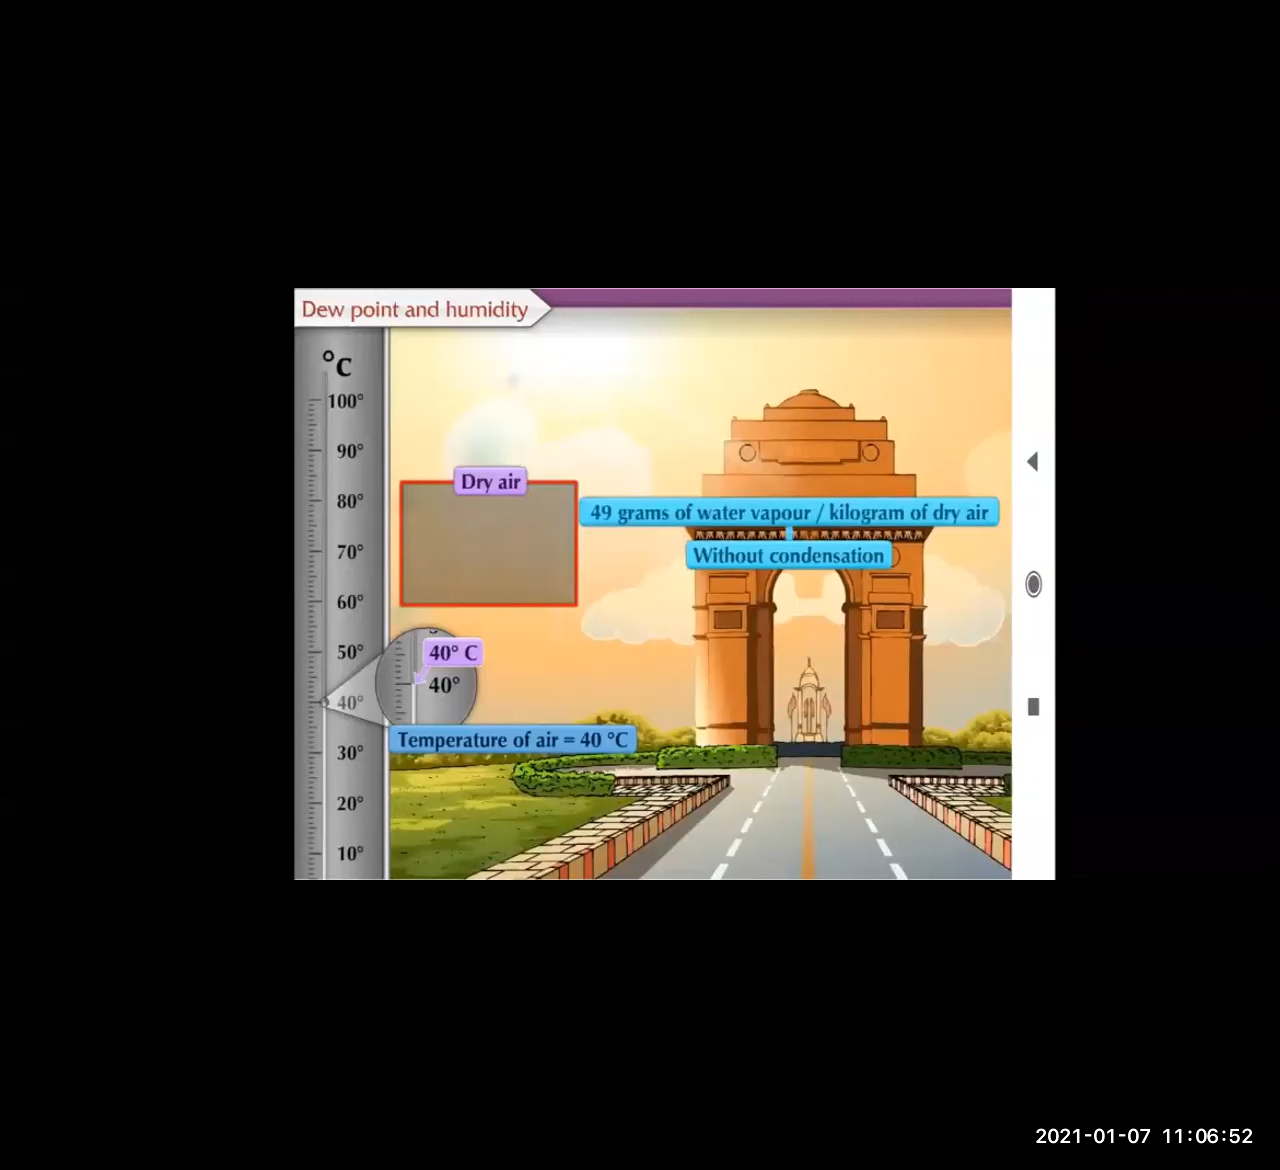 Dew point and humidity
°C
100°
90°
80°
70°
60°
50°
40°
30°
20°
10°
Dry air
49 grams of water vapour / kilogram of dry air
Without condensation
40° C
40°
Temperature of air = 40 °C
2021-01-07 11:06:52